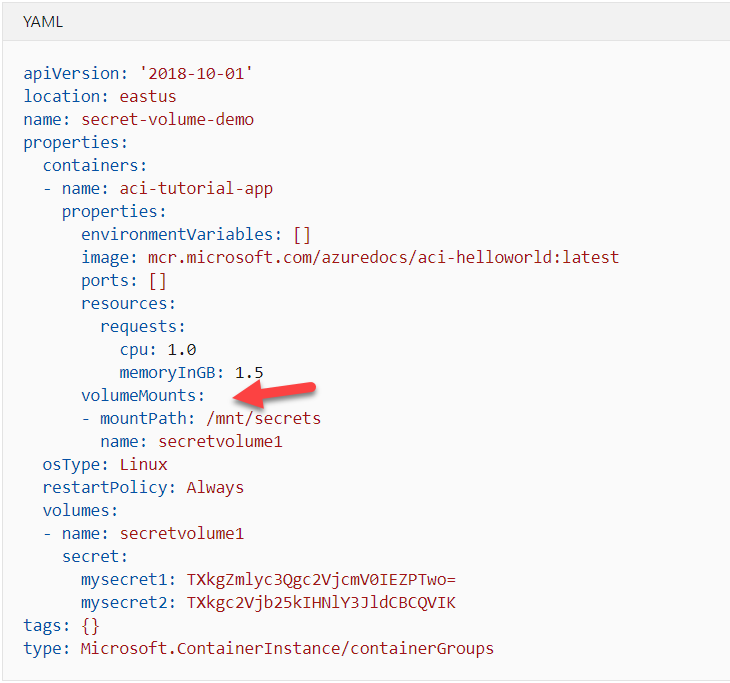 YAML
apiVersion: '2018-10-01'
location: eastus
name: secret-volume-demo
properties:
  containers:
  - name: aci-tutorial-app
    properties:
      environmentVariables: []
      image: mcr.microsoft.com/azuredocs/aci-helloworld:latest
      ports: []
      resources:
        requests:
          cpu: 1.0
          memoryInGB: 1.5
      volumeMounts:
      - mountPath: /mnt/secrets
        name: secretvolume1
  osType: Linux
  restartPolicy: Always
  volumes:
  - name: secretvolume1
    secret:
      mysecret1: TXkgZmlyc3Qgc2VjcmV0IEZPTwo=
      mysecret2: TXkgc2Vjb25kIHNlY3JldCBCQVIK
tags: {}
type: Microsoft.ContainerInstance/containerGroups